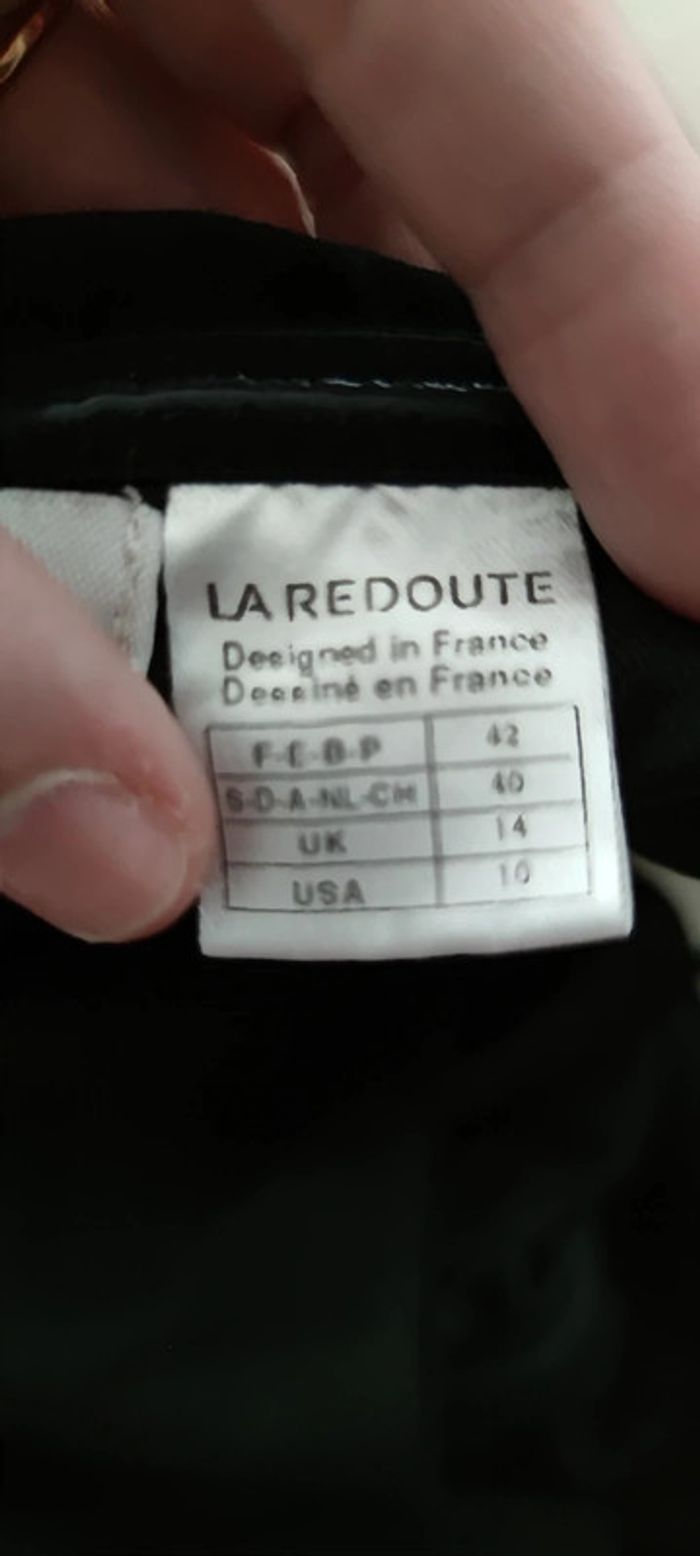 LA REDOUTE
Designed in France
Dessiné en France
F-E-B-P 42
S-D-A-NL-CH 40
UK 14
USA 10